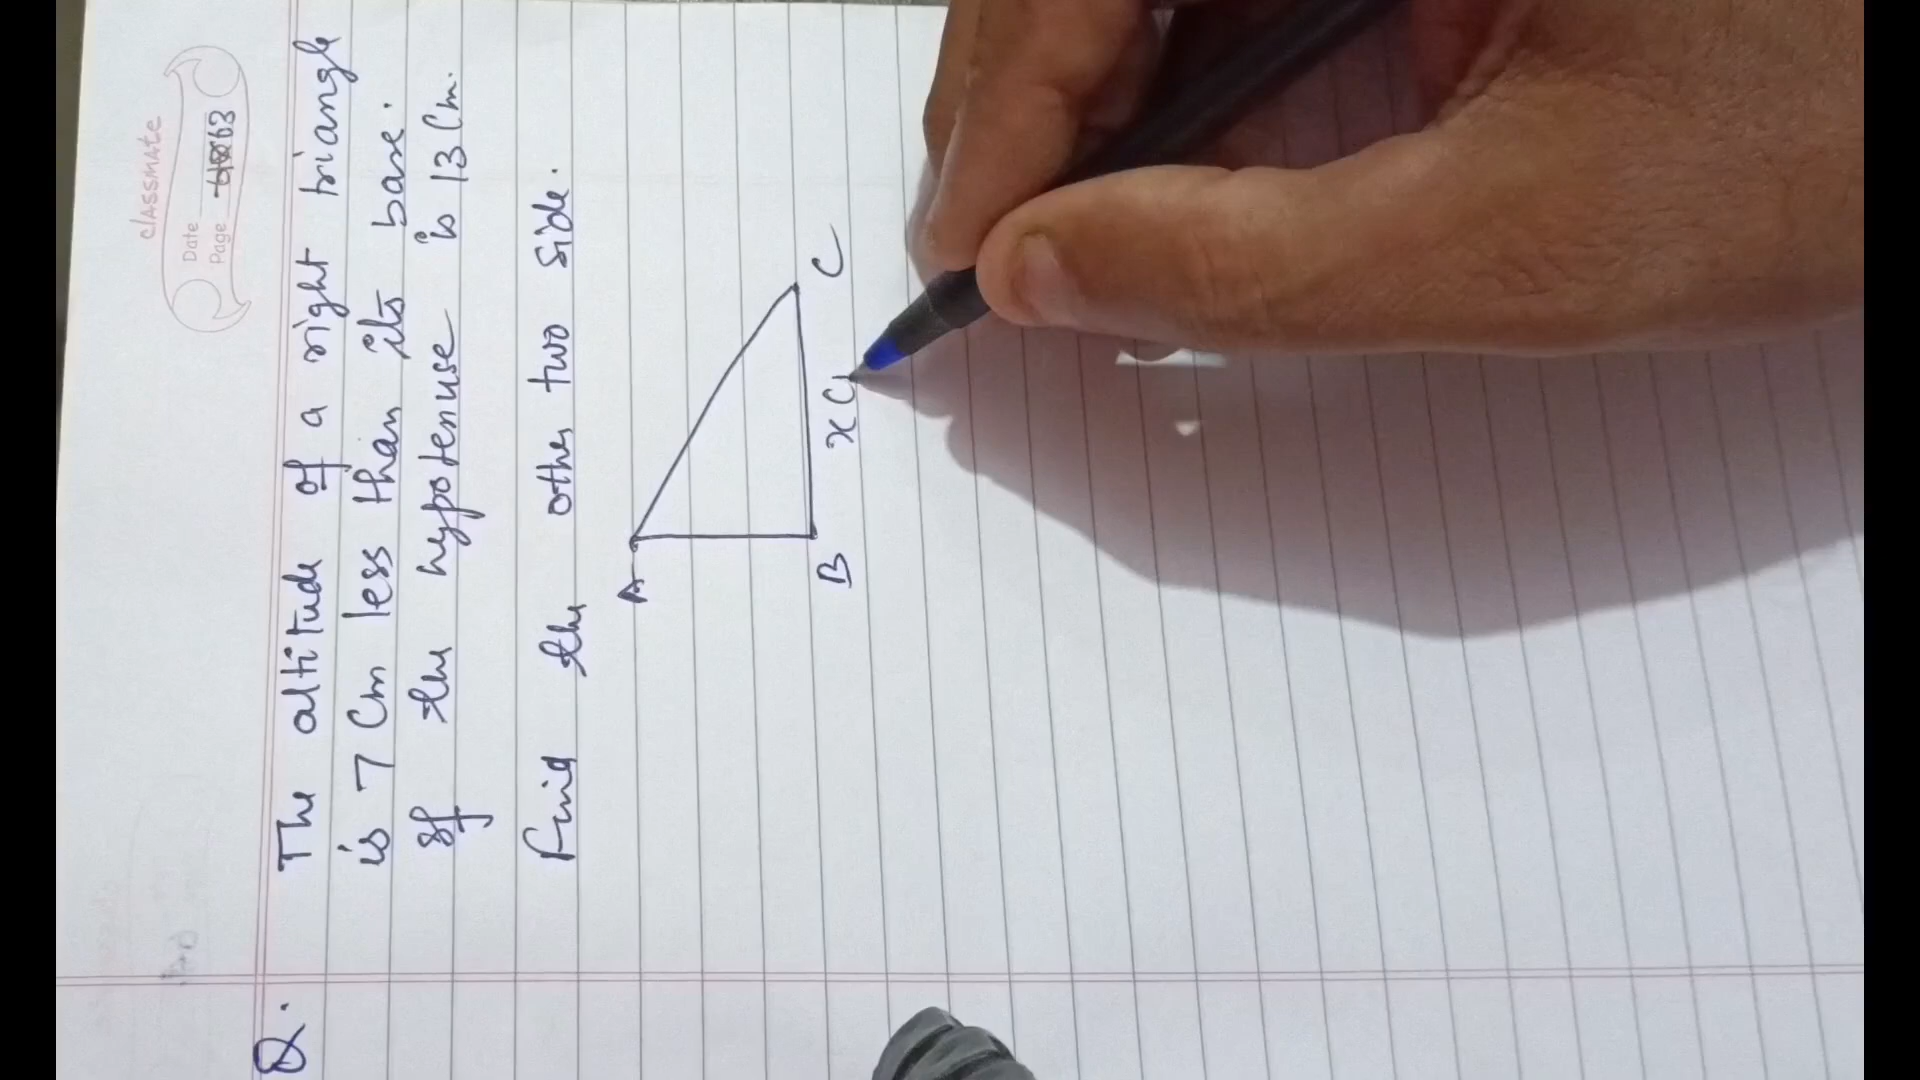 classmate
Date
Page 63
Q. The altitude of a right triangle
is 7 Cm less than its base.
If the hypotenuse is 13 Cm.
Find the other two side.
A
B
C
x C